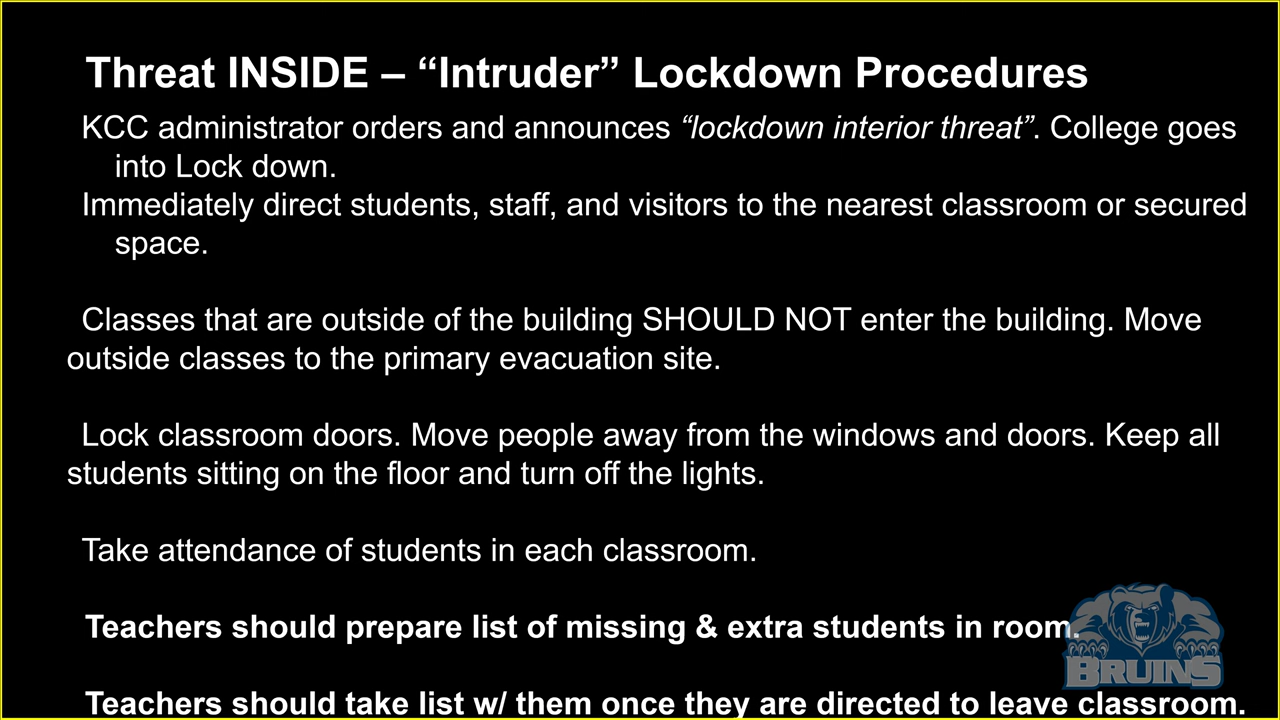 Threat INSIDE – “Intruder” Lockdown Procedures
KCC administrator orders and announces “lockdown interior threat”. College goes
into Lock down.
Immediately direct students, staff, and visitors to the nearest classroom or secured
space.
Classes that are outside of the building SHOULD NOT enter the building. Move
outside classes to the primary evacuation site.
Lock classroom doors. Move people away from the windows and doors. Keep all
students sitting on the floor and turn off the lights.
Take attendance of students in each classroom.
Teachers should prepare list of missing & extra students in room.
BRUINS
Teachers should take list w/ them once they are directed to leave classroom.